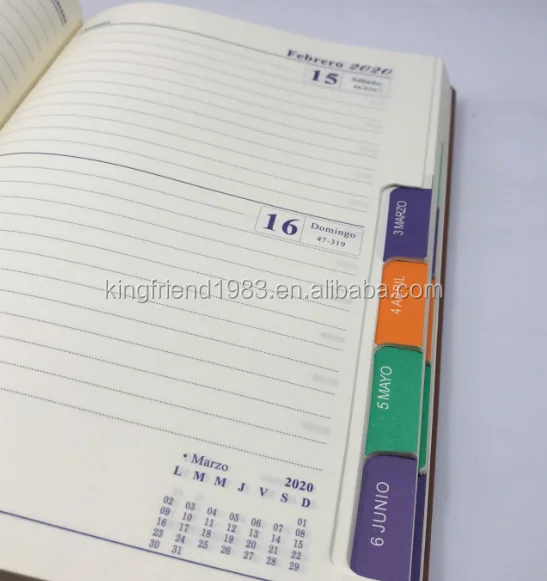 Febrero 2020
15 Sábado
46-320
16 Domingo
47-319
3 MARZO
4 ABRIL
5 MAYO
6 JUNIO
kingfriend1983.en.alibaba.com
• Marzo 2020
L M M J V S D
01
02 03 04 05 06 07 08
09 10 11 12 13 14 15
16 17 18 19 20 21 22
23 24 25 26 27 28 29
30 31